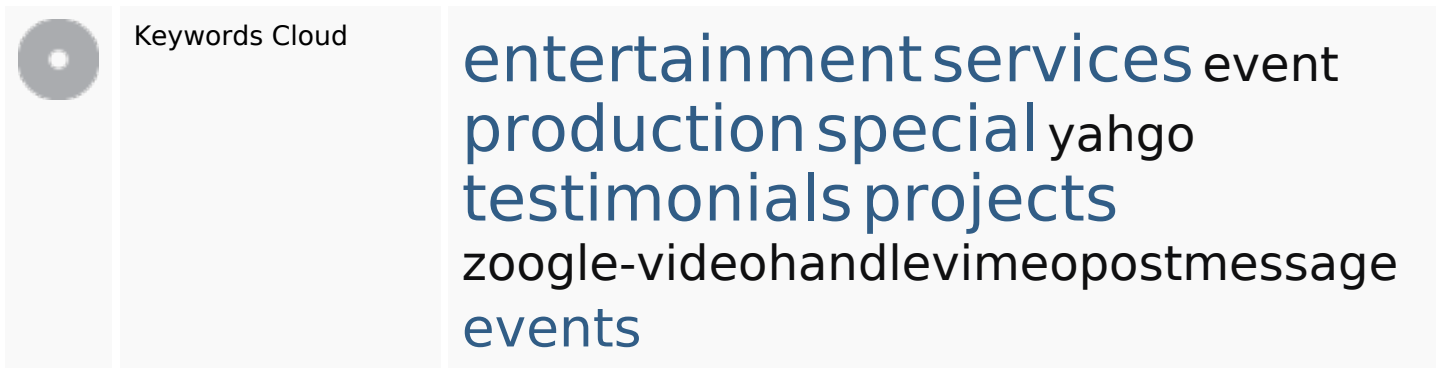 Keywords Cloud
entertainment services event
production special yahgo
testimonials projects
zoogle-videohandlevimeopostmessage
events